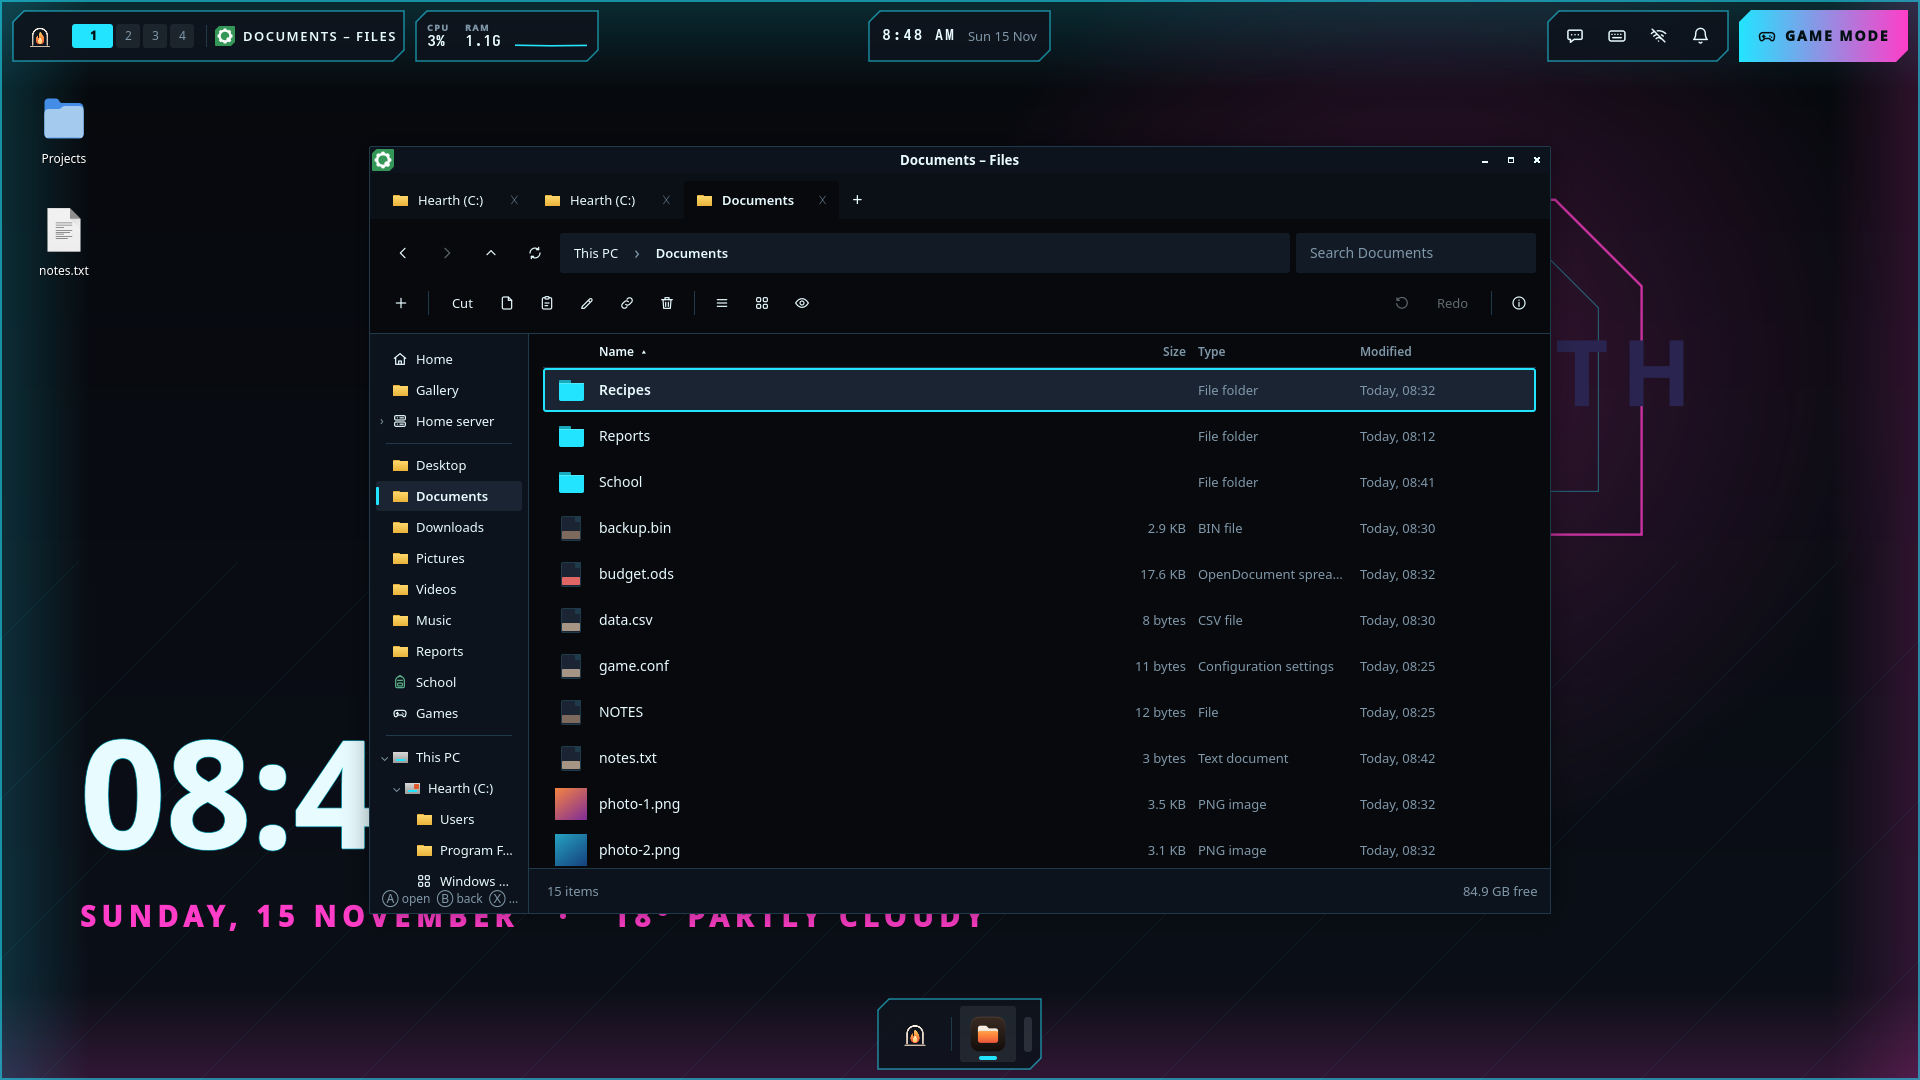 1 2 3 4 DOCUMENTS – FILES
CPU 3% RAM 1.1G
8:48 AM Sun 15 Nov
GAME MODE
Projects
notes.txt
Documents – Files
Hearth (C:) X Hearth (C:) X Documents X +
This PC › Documents
Search Documents
Cut
Redo
Home
Gallery
Home server
Desktop
Documents
Downloads
Pictures
Videos
Music
Reports
School
Games
This PC
Hearth (C:)
Users
Program F...
Windows ...
A open B back X ...
Name Size Type Modified
Recipes File folder Today, 08:32
Reports File folder Today, 08:12
School File folder Today, 08:41
backup.bin 2.9 KB BIN file Today, 08:30
budget.ods 17.6 KB OpenDocument sprea... Today, 08:32
data.csv 8 bytes CSV file Today, 08:30
game.conf 11 bytes Configuration settings Today, 08:25
NOTES 12 bytes File Today, 08:25
notes.txt 3 bytes Text document Today, 08:42
photo-1.png 3.5 KB PNG image Today, 08:32
photo-2.png 3.1 KB PNG image Today, 08:32
15 items 84.9 GB free
TH
08:4
SUNDAY, 15 NOVEMBER · 18° PARTLY CLOUDY